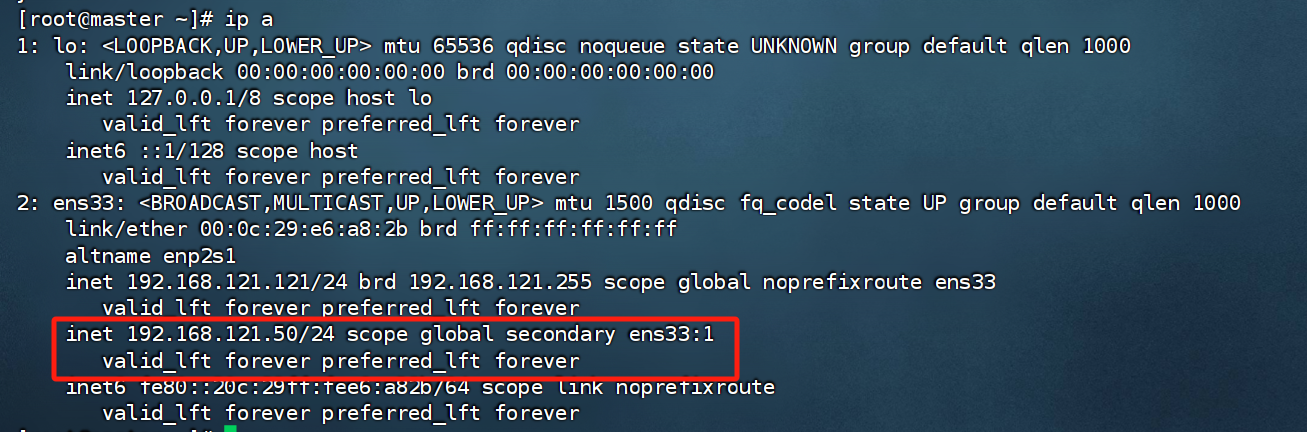 [root@master ~]# ip a
1: lo: <LOOPBACK,UP,LOWER_UP> mtu 65536 qdisc noqueue state UNKNOWN group default qlen 1000
    link/loopback 00:00:00:00:00:00 brd 00:00:00:00:00:00
    inet 127.0.0.1/8 scope host lo
       valid_lft forever preferred_lft forever
    inet6 ::1/128 scope host
       valid_lft forever preferred_lft forever
2: ens33: <BROADCAST,MULTICAST,UP,LOWER_UP> mtu 1500 qdisc fq_codel state UP group default qlen 1000
    link/ether 00:0c:29:e6:a8:2b brd ff:ff:ff:ff:ff:ff
    altname enp2s1
    inet 192.168.121.121/24 brd 192.168.121.255 scope global noprefixroute ens33
       valid_lft forever preferred_lft forever
    inet 192.168.121.50/24 scope global secondary ens33:1
       valid_lft forever preferred_lft forever
    inet6 fe80::20c:29ff:fee6:a82b/64 scope link noprefixroute
       valid_lft forever preferred_lft forever